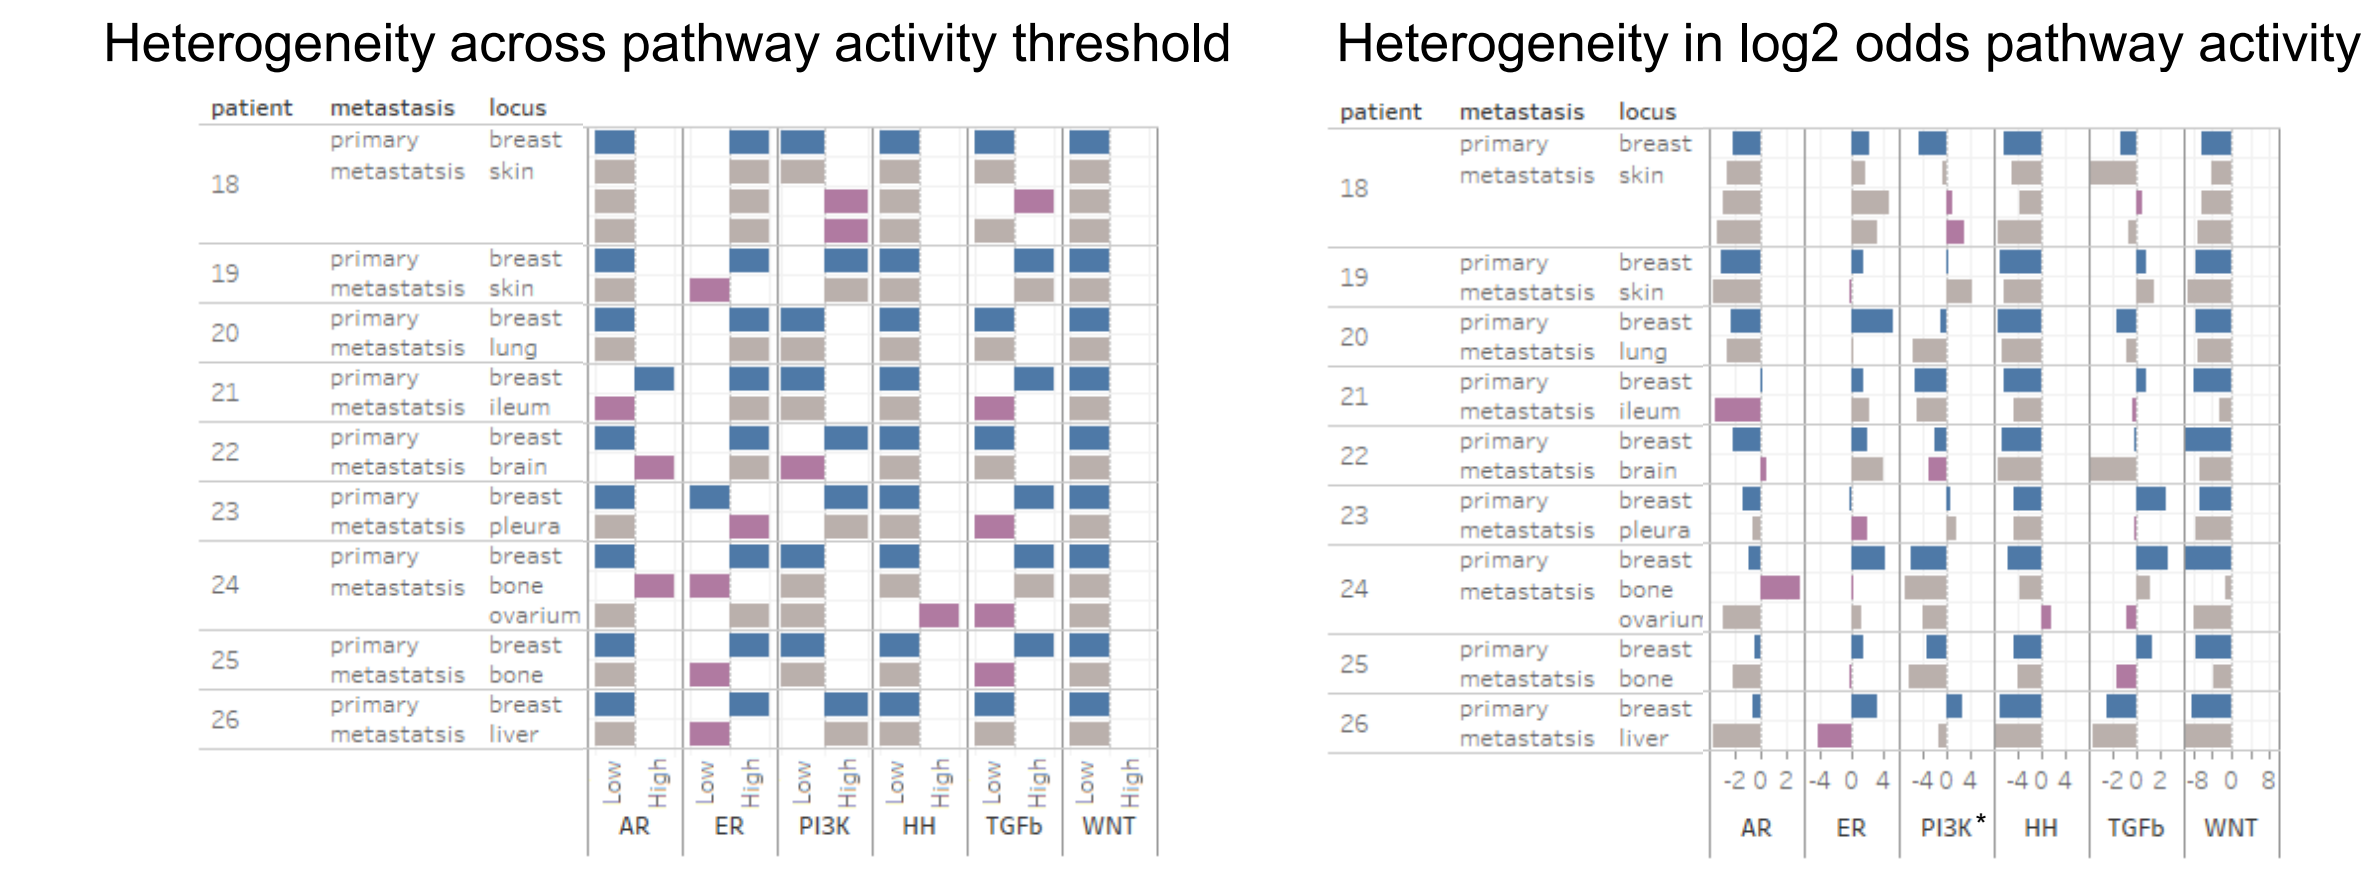 Heterogeneity across pathway activity threshold
patient metastasis locus
18 primary breast
metastatsis skin
19 primary breast
metastatsis skin
20 primary breast
metastatsis lung
21 primary breast
metastatsis ileum
22 primary breast
metastatsis brain
23 primary breast
metastatsis pleura
24 primary breast
metastatsis bone
ovarium
25 primary breast
metastatsis bone
26 primary breast
metastatsis liver
Low High Low High Low High Low High Low High Low High
AR ER PI3K HH TGFb WNT
Heterogeneity in log2 odds pathway activity
patient metastasis locus
18 primary breast
metastatsis skin
19 primary breast
metastatsis skin
20 primary breast
metastatsis lung
21 primary breast
metastatsis ileum
22 primary breast
metastatsis brain
23 primary breast
metastatsis pleura
24 primary breast
metastatsis bone
ovarium
25 primary breast
metastatsis bone
26 primary breast
metastatsis liver
-2 0 2 -4 0 4 -4 0 4 -4 0 4 -2 0 2 -8 0 8
AR ER PI3K* HH TGFb WNT